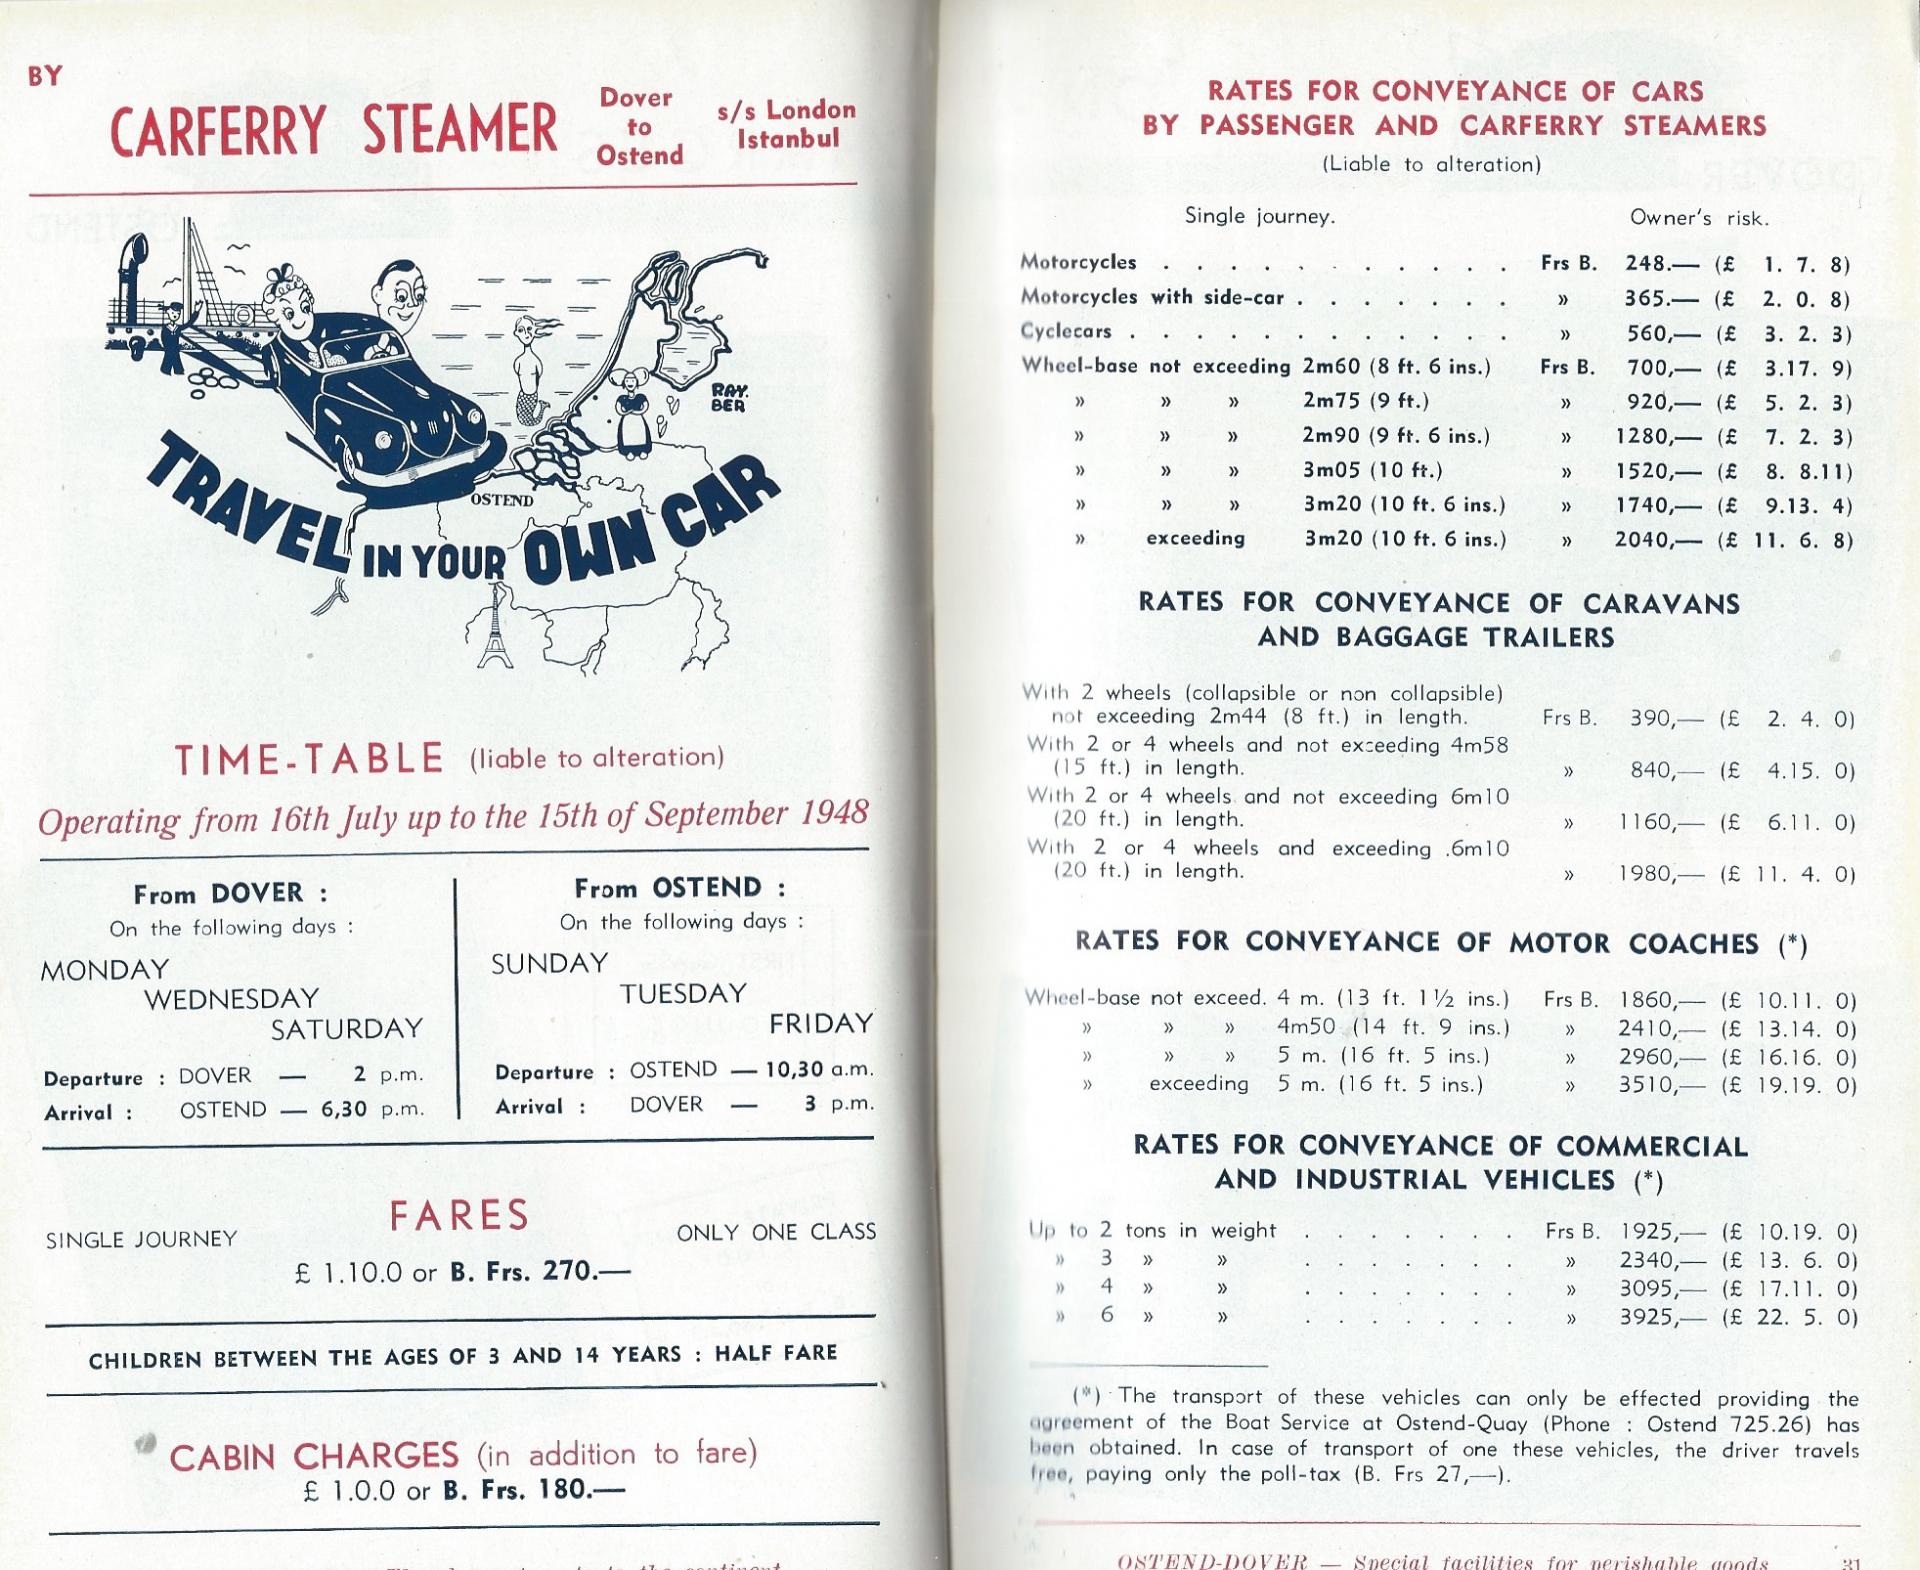 BY
CARFERRY STEAMER
Dover
to
Ostend
s/s London
Istanbul
RAY.
BER
OSTEND
TRAVEL IN YOUR OWN CAR
TIME-TABLE (liable to alteration)
Operating from 16th July up to the 15th of September 1948
From DOVER :
On the following days :
MONDAY
WEDNESDAY
SATURDAY
Departure : DOVER — 2 p.m.
Arrival : OSTEND — 6,30 p.m.
From OSTEND :
On the following days :
SUNDAY
TUESDAY
FRIDAY
Departure : OSTEND — 10,30 a.m.
Arrival : DOVER — 3 p.m.
FARES
SINGLE JOURNEY
ONLY ONE CLASS
£ 1.10.0 or B. Frs. 270.—
CHILDREN BETWEEN THE AGES OF 3 AND 14 YEARS : HALF FARE
CABIN CHARGES (in addition to fare)
£ 1.0.0 or B. Frs. 180.—
RATES FOR CONVEYANCE OF CARS
BY PASSENGER AND CARFERRY STEAMERS
(Liable to alteration)
Single journey. Owner's risk.
Motorcycles . . . . . . . . . . . Frs B. 248.— (£ 1. 7. 8)
Motorcycles with side-car . . . . . . . » 365.— (£ 2. 0. 8)
Cyclecars . . . . . . . . . . . . » 560,— (£ 3. 2. 3)
Wheel-base not exceeding 2m60 (8 ft. 6 ins.) Frs B. 700,— (£ 3.17. 9)
» » » 2m75 (9 ft.) » 920,— (£ 5. 2. 3)
» » » 2m90 (9 ft. 6 ins.) » 1280,— (£ 7. 2. 3)
» » » 3m05 (10 ft.) » 1520,— (£ 8. 8.11)
» » » 3m20 (10 ft. 6 ins.) » 1740,— (£ 9.13. 4)
» exceeding 3m20 (10 ft. 6 ins.) » 2040,— (£ 11. 6. 8)
RATES FOR CONVEYANCE OF CARAVANS
AND BAGGAGE TRAILERS
With 2 wheels (collapsible or non collapsible)
not exceeding 2m44 (8 ft.) in length. Frs B. 390,— (£ 2. 4. 0)
With 2 or 4 wheels and not exceeding 4m58
(15 ft.) in length. » 840,— (£ 4.15. 0)
With 2 or 4 wheels and not exceeding 6m10
(20 ft.) in length. » 1160,— (£ 6.11. 0)
With 2 or 4 wheels and exceeding .6m10
(20 ft.) in length. » 1980,— (£ 11. 4. 0)
RATES FOR CONVEYANCE OF MOTOR COACHES (*)
Wheel-base not exceed. 4 m. (13 ft. 1 ½ ins.) Frs B. 1860,— (£ 10.11. 0)
» » » 4m50 (14 ft. 9 ins.) » 2410,— (£ 13.14. 0)
» » » 5 m. (16 ft. 5 ins.) » 2960,— (£ 16.16. 0)
» exceeding 5 m. (16 ft. 5 ins.) » 3510,— (£ 19.19. 0)
RATES FOR CONVEYANCE OF COMMERCIAL
AND INDUSTRIAL VEHICLES (*)
Up to 2 tons in weight . . . . . . . Frs B. 1925,— (£ 10.19. 0)
» 3 » » . . . . . . . » 2340,— (£ 13. 6. 0)
» 4 » » . . . . . . . » 3095,— (£ 17.11. 0)
» 6 » » . . . . . . . » 3925,— (£ 22. 5. 0)
(*) The transport of these vehicles can only be effected providing the
agreement of the Boat Service at Ostend-Quay (Phone : Ostend 725.26) has
been obtained. In case of transport of one these vehicles, the driver travels
free, paying only the poll-tax (B. Frs 27,—).
OSTEND-DOVER — Special facilities for perishable goods 31